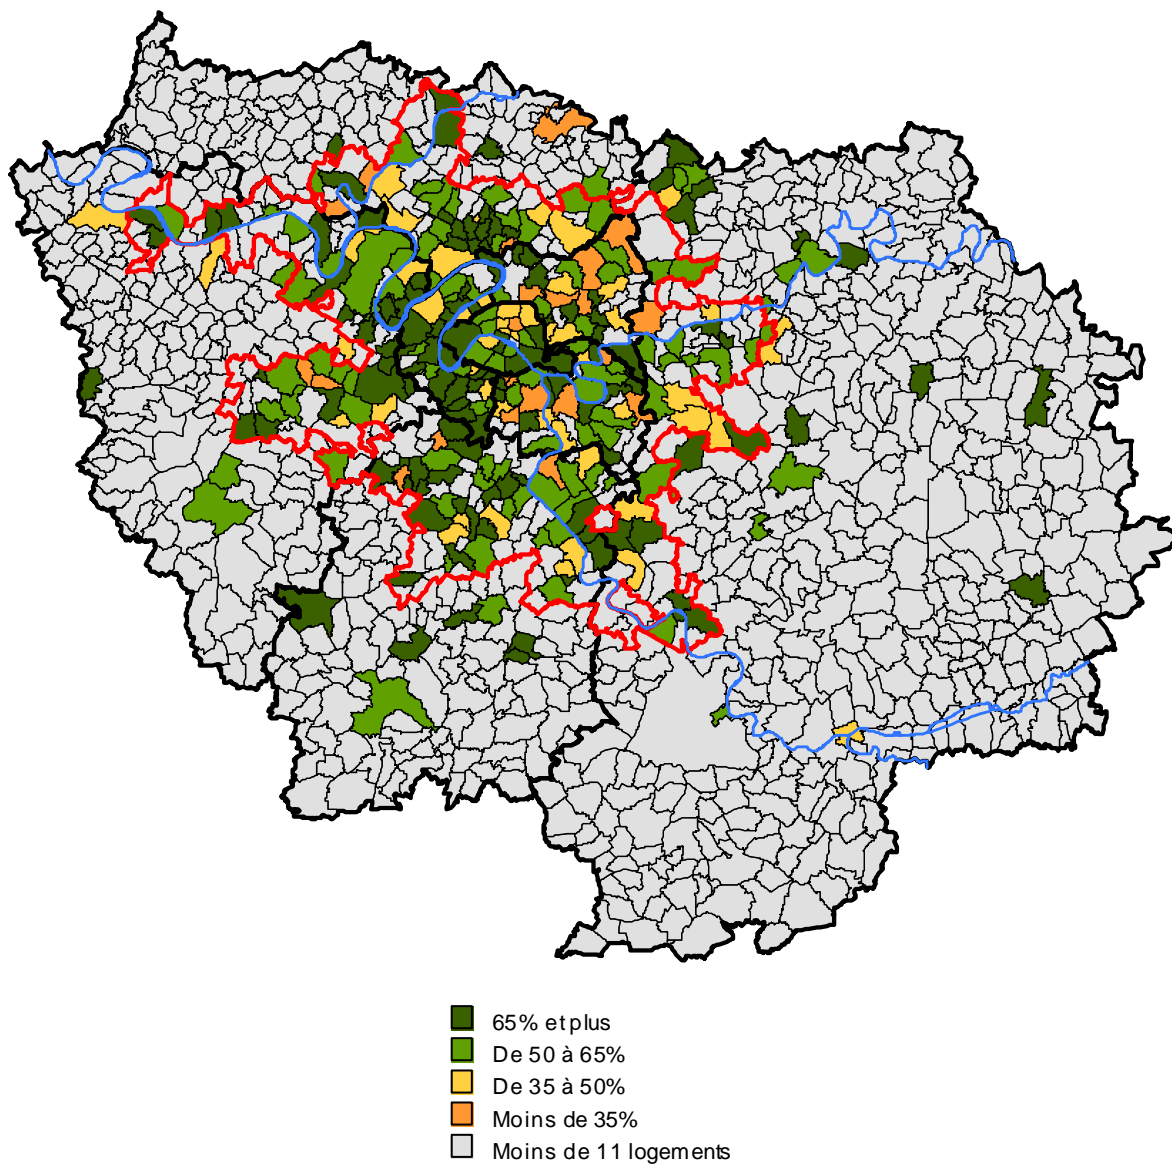 65% et plus
De 50 à 65%
De 35 à 50%
Moins de 35%
Moins de 11 logements